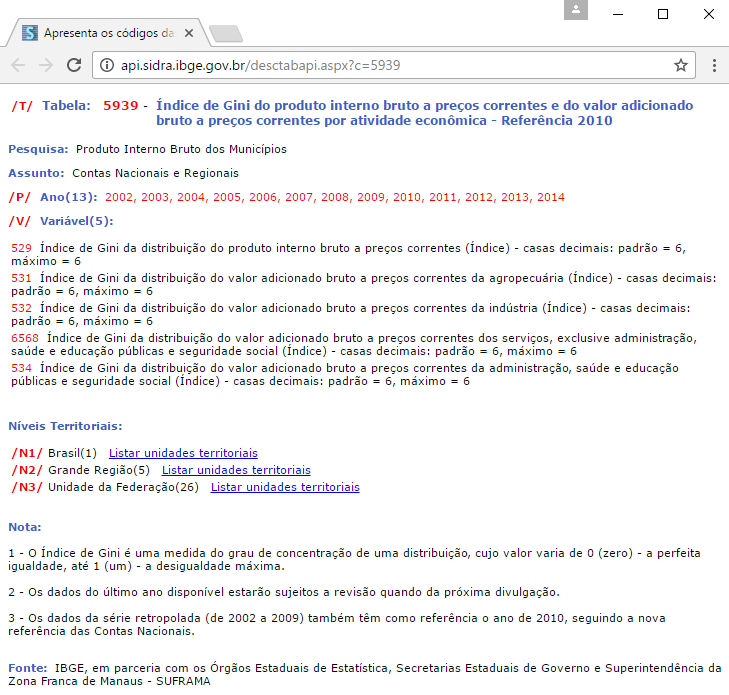 Apresenta os códigos da
api.sidra.ibge.gov.br/desctabapi.aspx?c=5939
/T/ Tabela: 5939 - Índice de Gini do produto interno bruto a preços correntes e do valor adicionado
bruto a preços correntes por atividade econômica - Referência 2010
Pesquisa: Produto Interno Bruto dos Municípios
Assunto: Contas Nacionais e Regionais
/P/ Ano(13): 2002, 2003, 2004, 2005, 2006, 2007, 2008, 2009, 2010, 2011, 2012, 2013, 2014
/V/ Variável(5):
529 Índice de Gini da distribuição do produto interno bruto a preços correntes (Índice) - casas decimais: padrão = 6,
máximo = 6
531 Índice de Gini da distribuição do valor adicionado bruto a preços correntes da agropecuária (Índice) - casas decimais:
padrão = 6, máximo = 6
532 Índice de Gini da distribuição do valor adicionado bruto a preços correntes da indústria (Índice) - casas decimais:
padrão = 6, máximo = 6
6568 Índice de Gini da distribuição do valor adicionado bruto a preços correntes dos serviços, exclusive administração,
saúde e educação públicas e seguridade social (Índice) - casas decimais: padrão = 6, máximo = 6
534 Índice de Gini da distribuição do valor adicionado bruto a preços correntes da administração, saúde e educação
públicas e seguridade social (Índice) - casas decimais: padrão = 6, máximo = 6
Níveis Territoriais:
/N1/ Brasil(1) Listar unidades territoriais
/N2/ Grande Região(5) Listar unidades territoriais
/N3/ Unidade da Federação(26) Listar unidades territoriais
Nota:
1 - O Índice de Gini é uma medida do grau de concentração de uma distribuição, cujo valor varia de 0 (zero) - a perfeita
igualdade, até 1 (um) - a desigualdade máxima.
2 - Os dados do último ano disponível estarão sujeitos a revisão quando da próxima divulgação.
3 - Os dados da série retropolada (de 2002 a 2009) também têm como referência o ano de 2010, seguindo a nova
referência das Contas Nacionais.
Fonte: IBGE, em parceria com os Órgãos Estaduais de Estatística, Secretarias Estaduais de Governo e Superintendência da
Zona Franca de Manaus - SUFRAMA